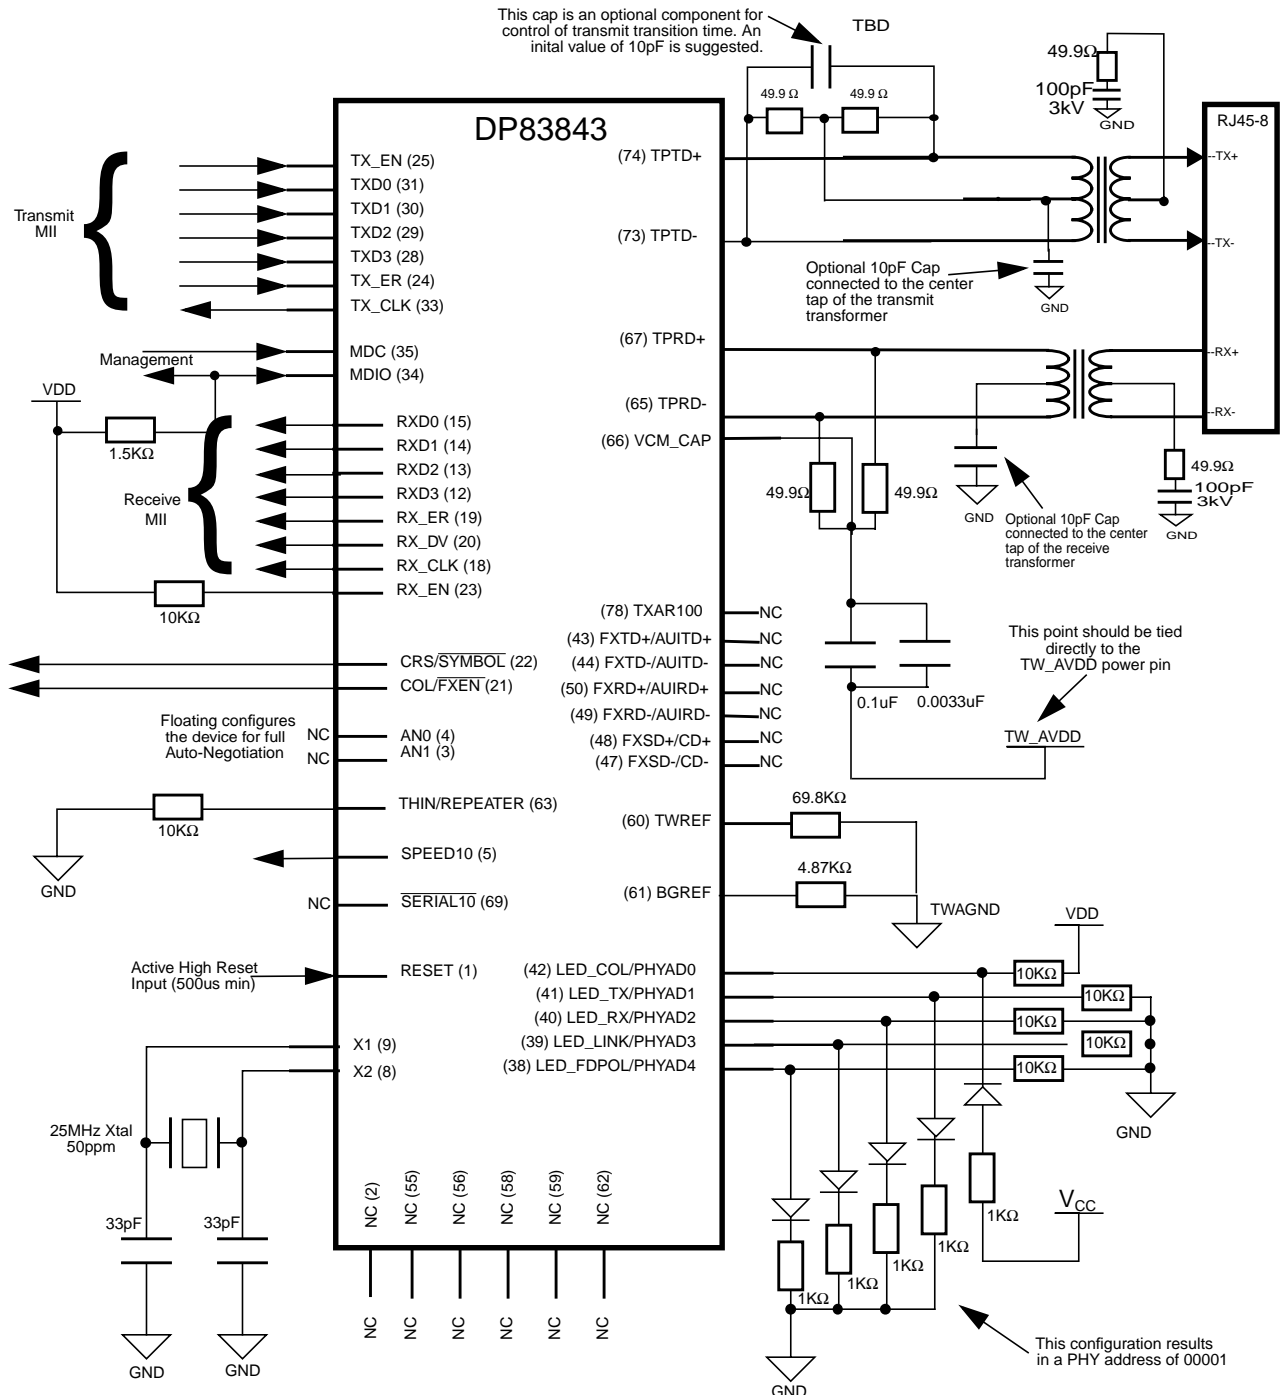 This cap is an optional component for
control of transmit transition time. An
inital value of 10pF is suggested.
TBD
49.9 Ω
49.9 Ω
49.9Ω
100pF
3kV
GND
DP83843
RJ45-8
Transmit
MII
TX_EN (25)
TXD0 (31)
TXD1 (30)
TXD2 (29)
TXD3 (28)
TX_ER (24)
TX_CLK (33)
Management
MDC (35)
MDIO (34)
VDD
1.5KΩ
Receive
MII
RXD0 (15)
RXD1 (14)
RXD2 (13)
RXD3 (12)
RX_ER (19)
RX_DV (20)
RX_CLK (18)
RX_EN (23)
10KΩ
CRS/SYMBOL (22)
COL/FXEN (21)
Floating configures
the device for full
Auto-Negotiation
NC
NC
AN0 (4)
AN1 (3)
THIN/REPEATER (63)
10KΩ
GND
SPEED10 (5)
NC
SERIAL10 (69)
Active High Reset
Input (500us min)
RESET (1)
X1 (9)
X2 (8)
25MHz Xtal
50ppm
33pF
33pF
GND
GND
NC (2)
NC (55)
NC (56)
NC (58)
NC (59)
NC (62)
NC
NC
NC
NC
NC
NC
(74) TPTD+
(73) TPTD-
--TX+
--TX-
Optional 10pF Cap
connected to the center
tap of the transmit
transformer
GND
(67) TPRD+
(65) TPRD-
(66) VCM_CAP
--RX+
--RX-
49.9Ω
49.9Ω
GND
Optional 10pF Cap
connected to the center
tap of the receive
transformer
49.9Ω
100pF
3kV
GND
(78) TXAR100
NC
(43) FXTD+/AUITD+
NC
(44) FXTD-/AUITD-
NC
(50) FXRD+/AUIRD+
NC
(49) FXRD-/AUIRD-
NC
(48) FXSD+/CD+
NC
(47) FXSD-/CD-
NC
0.1uF
0.0033uF
This point should be tied
directly to the
TW_AVDD power pin
TW_AVDD
(60) TWREF
69.8KΩ
(61) BGREF
4.87KΩ
TWAGND
VDD
(42) LED_COL/PHYAD0
10KΩ
(41) LED_TX/PHYAD1
10KΩ
(40) LED_RX/PHYAD2
10KΩ
(39) LED_LINK/PHYAD3
10KΩ
(38) LED_FDPOL/PHYAD4
10KΩ
GND
VCC
1KΩ
1KΩ
1KΩ
1KΩ
1KΩ
GND
This configuration results
in a PHY address of 00001